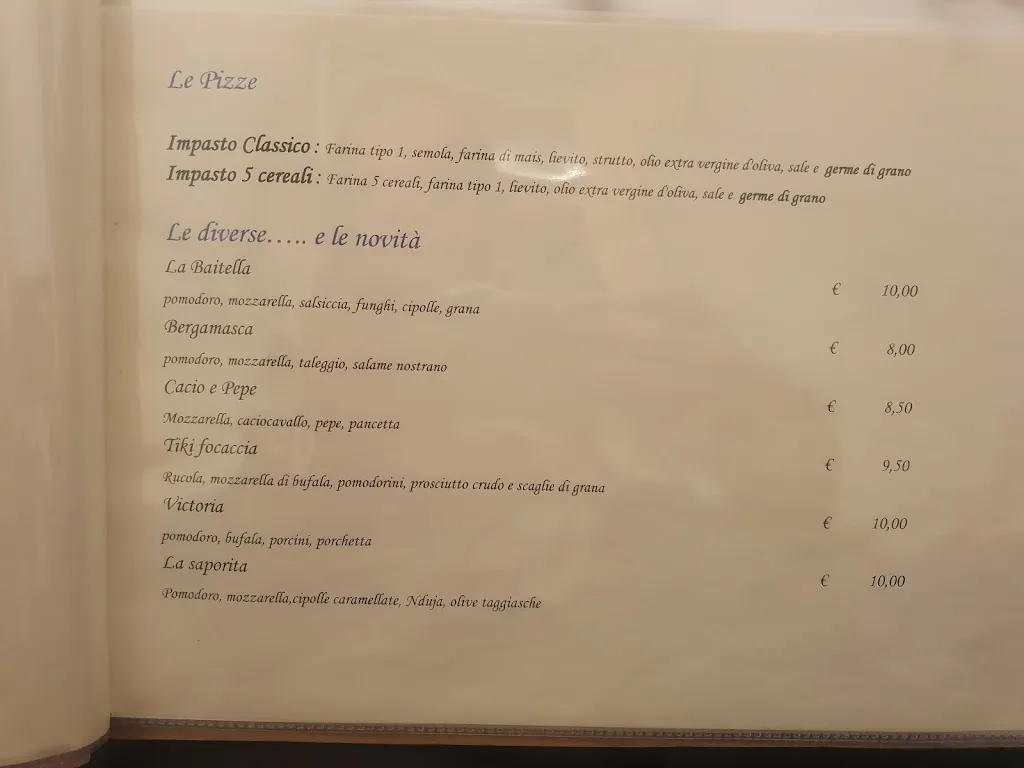 Le Pizze
Impasto Classico : Farina tipo 1, semola, farina di mais, lievito, strutto, olio extra vergine d'oliva, sale e germe di grano
Impasto 5 cereali : Farina 5 cereali, farina tipo 1, lievito, olio extra vergine d'oliva, sale e germe di grano
Le diverse….. e le novità
La Baitella € 10,00
pomodoro, mozzarella, salsiccia, funghi, cipolle, grana
Bergamasca € 8,00
pomodoro, mozzarella, taleggio, salame nostrano
Cacio e Pepe € 8,50
Mozzarella, caciocavallo, pepe, pancetta
Tiki focaccia € 9,50
Rucola, mozzarella di bufala, pomodorini, prosciutto crudo e scaglie di grana
Victoria € 10,00
pomodoro, bufala, porcini, porchetta
La saporita € 10,00
Pomodoro, mozzarella,cipolle caramellate, Nduja, olive taggiasche